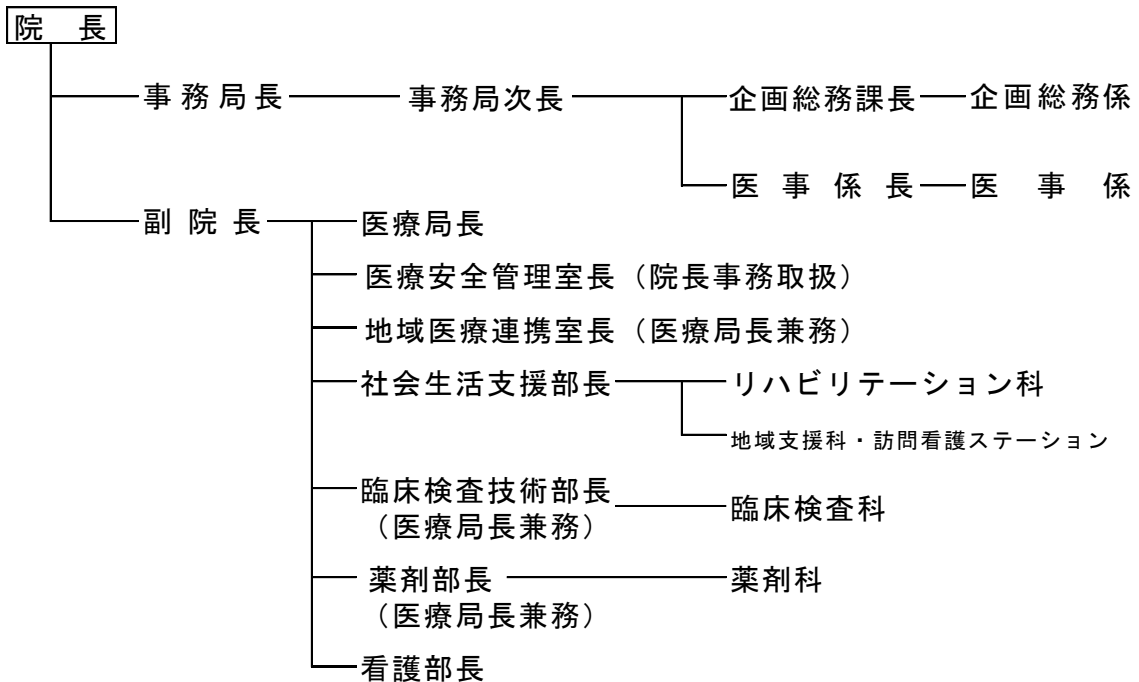 院　長
事務局長 事務局次長 企画総務課長 企画総務係
医事係長 医事係
副院長 医療局長
医療安全管理室長（院長事務取扱）
地域医療連携室長（医療局長兼務）
社会生活支援部長 リハビリテーション科
地域支援科・訪問看護ステーション
臨床検査技術部長 臨床検査科
（医療局長兼務）
薬剤部長 薬剤科
（医療局長兼務）
看護部長